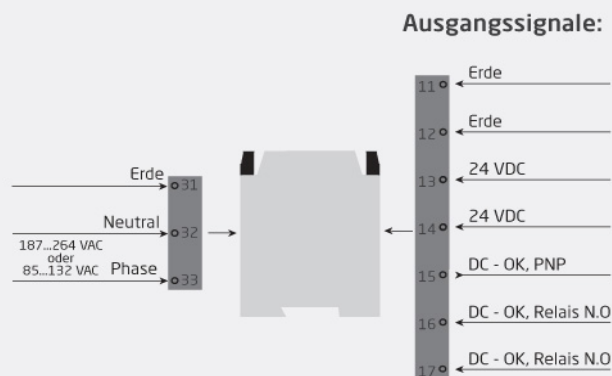 Ausgangssignale:
Erde
11
Erde
12
24 VDC
13
24 VDC
14
DC - OK, PNP
15
DC - OK, Relais N.O
16
DC - OK, Relais N.O
17
Erde
31
Neutral
32
187...264 VAC
oder
85...132 VAC
Phase
33